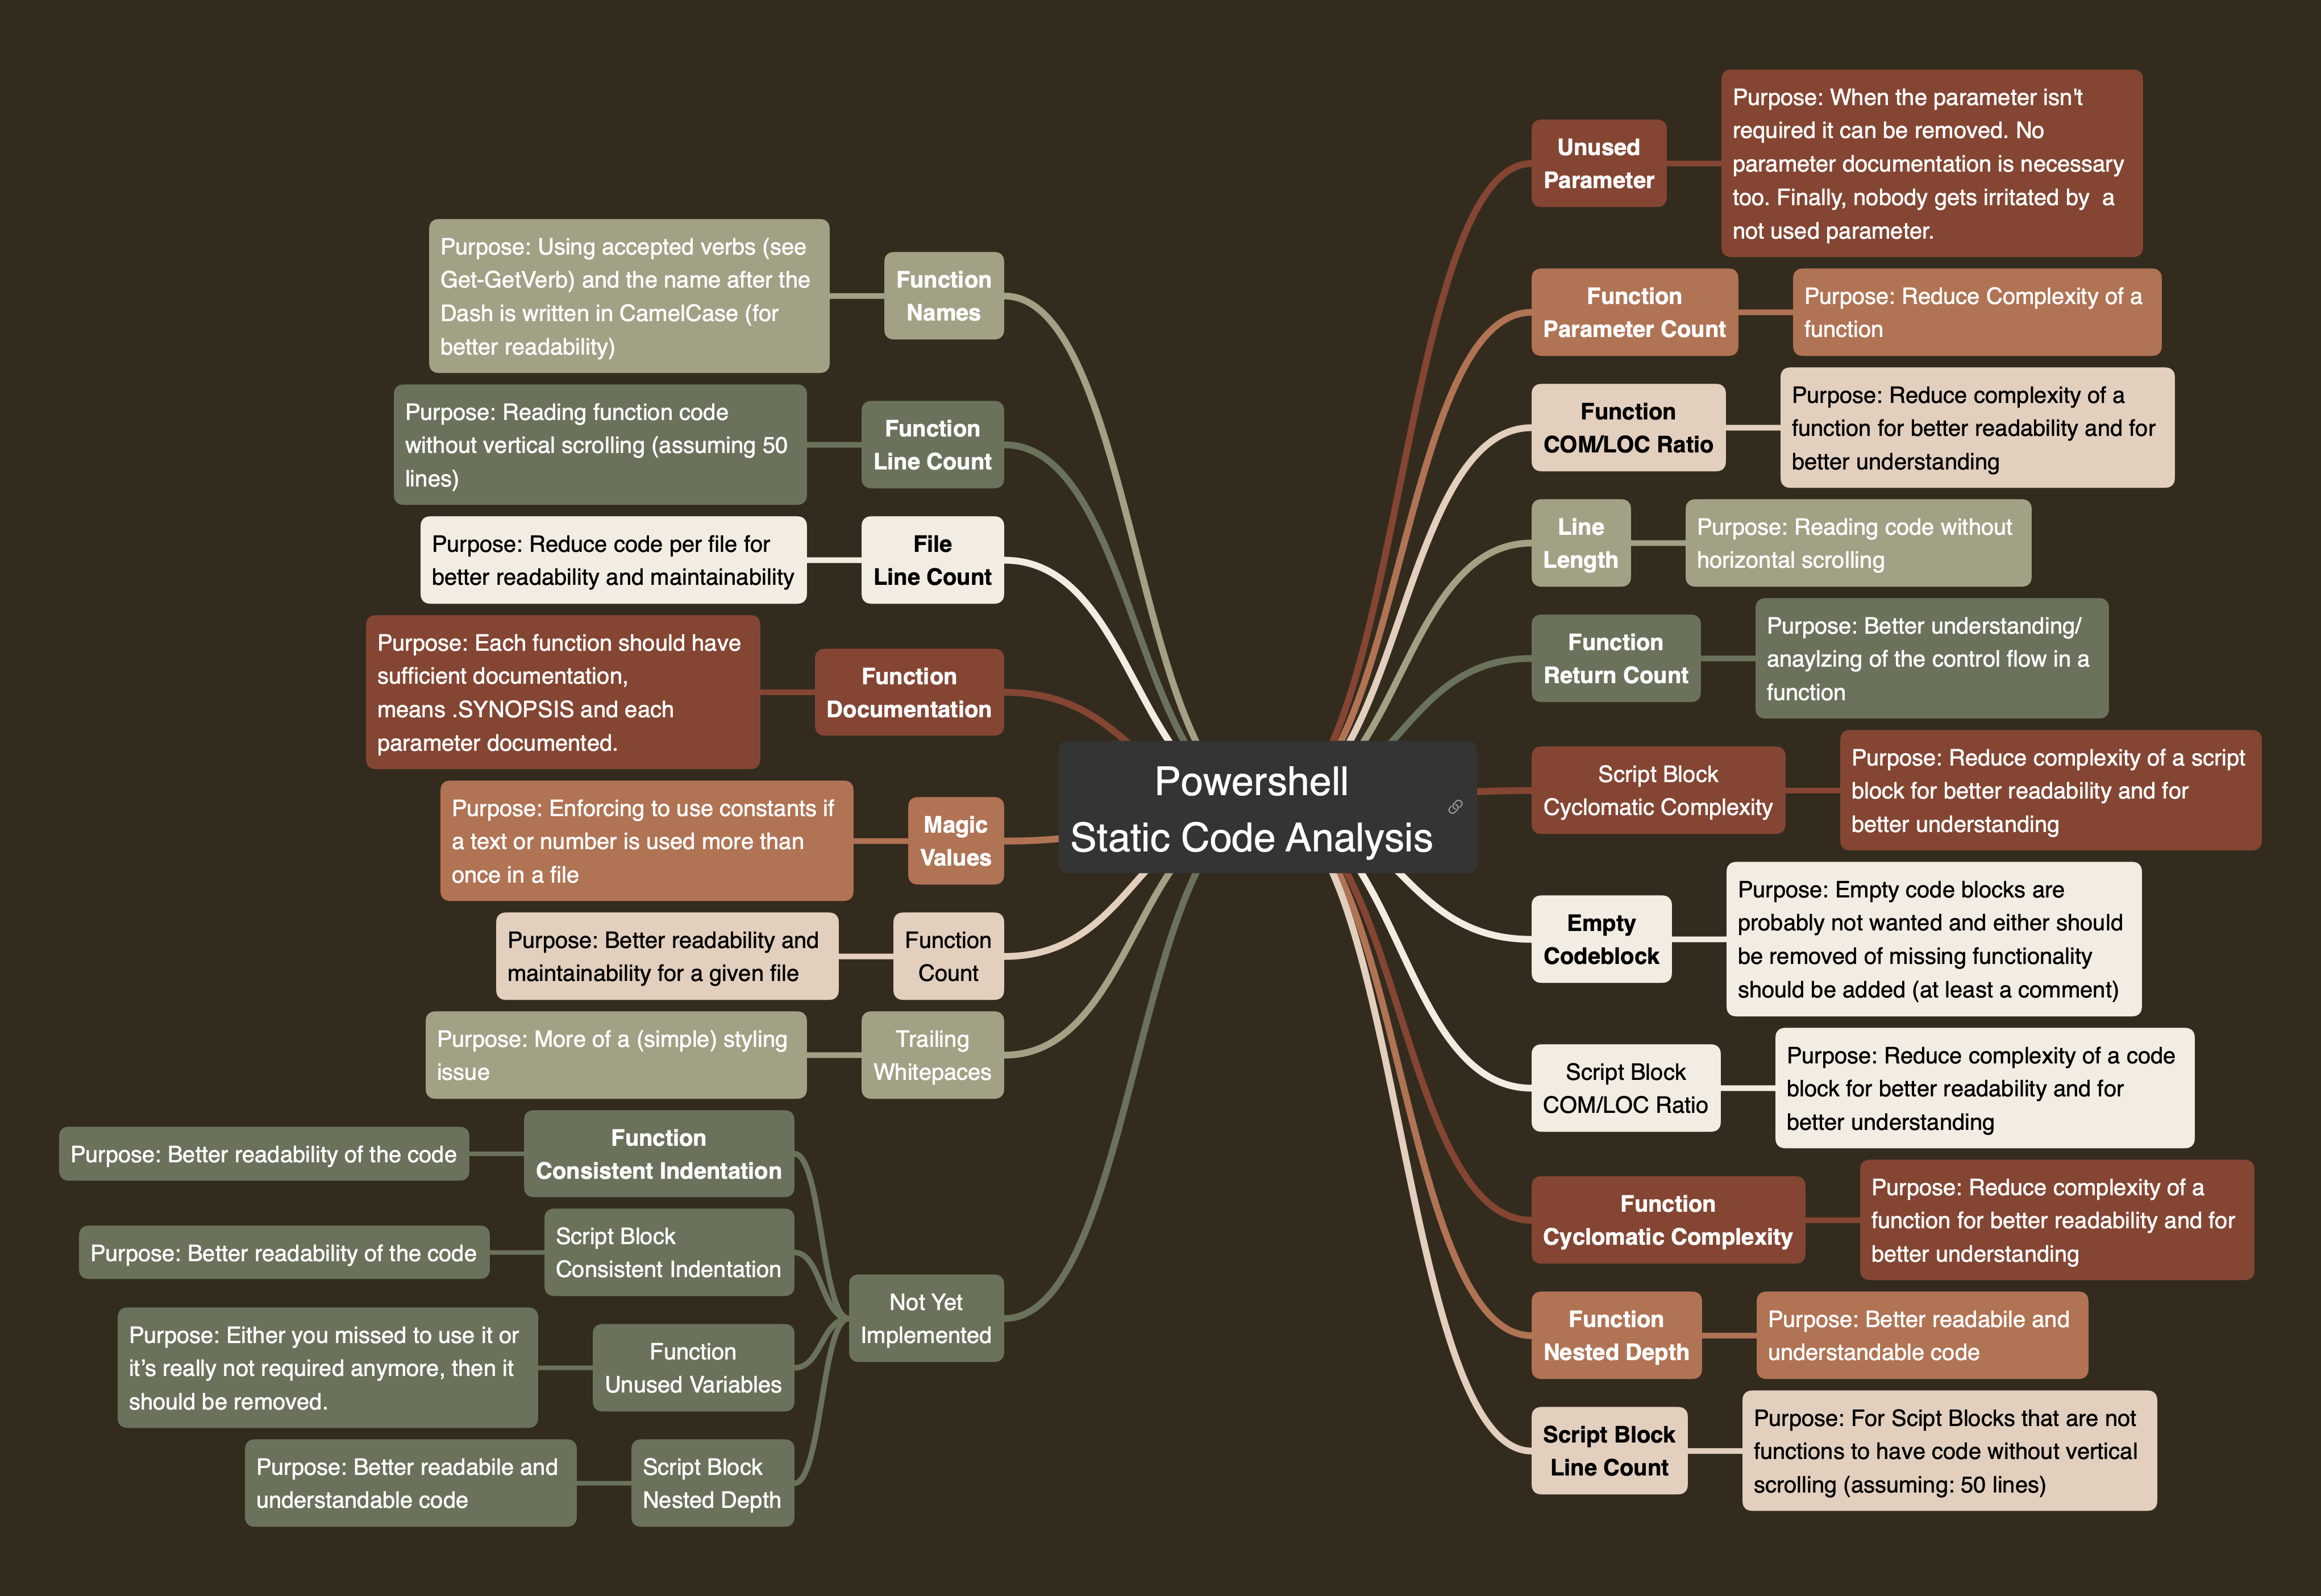 Powershell
Static Code Analysis
Function
Names
Purpose: Using accepted verbs (see
Get-GetVerb) and the name after the
Dash is written in CamelCase (for
better readability)
Function
Line Count
Purpose: Reading function code
without vertical scrolling (assuming 50
lines)
File
Line Count
Purpose: Reduce code per file for
better readability and maintainability
Function
Documentation
Purpose: Each function should have
sufficient documentation,
means .SYNOPSIS and each
parameter documented.
Magic
Values
Purpose: Enforcing to use constants if
a text or number is used more than
once in a file
Function
Count
Purpose: Better readability and
maintainability for a given file
Trailing
Whitepaces
Purpose: More of a (simple) styling
issue
Not Yet
Implemented
Function
Consistent Indentation
Purpose: Better readability of the code
Script Block
Consistent Indentation
Purpose: Better readability of the code
Function
Unused Variables
Purpose: Either you missed to use it or
it’s really not required anymore, then it
should be removed.
Script Block
Nested Depth
Purpose: Better readabile and
understandable code
Unused
Parameter
Purpose: When the parameter isn't
required it can be removed. No
parameter documentation is necessary
too. Finally, nobody gets irritated by  a
not used parameter.
Function
Parameter Count
Purpose: Reduce Complexity of a
function
Function
COM/LOC Ratio
Purpose: Reduce complexity of a
function for better readability and for
better understanding
Line
Length
Purpose: Reading code without
horizontal scrolling
Function
Return Count
Purpose: Better understanding/
anaylzing of the control flow in a
function
Script Block
Cyclomatic Complexity
Purpose: Reduce complexity of a script
block for better readability and for
better understanding
Empty
Codeblock
Purpose: Empty code blocks are
probably not wanted and either should
be removed of missing functionality
should be added (at least a comment)
Script Block
COM/LOC Ratio
Purpose: Reduce complexity of a code
block for better readability and for
better understanding
Function
Cyclomatic Complexity
Purpose: Reduce complexity of a
function for better readability and for
better understanding
Function
Nested Depth
Purpose: Better readabile and
understandable code
Script Block
Line Count
Purpose: For Scipt Blocks that are not
functions to have code without vertical
scrolling (assuming: 50 lines)